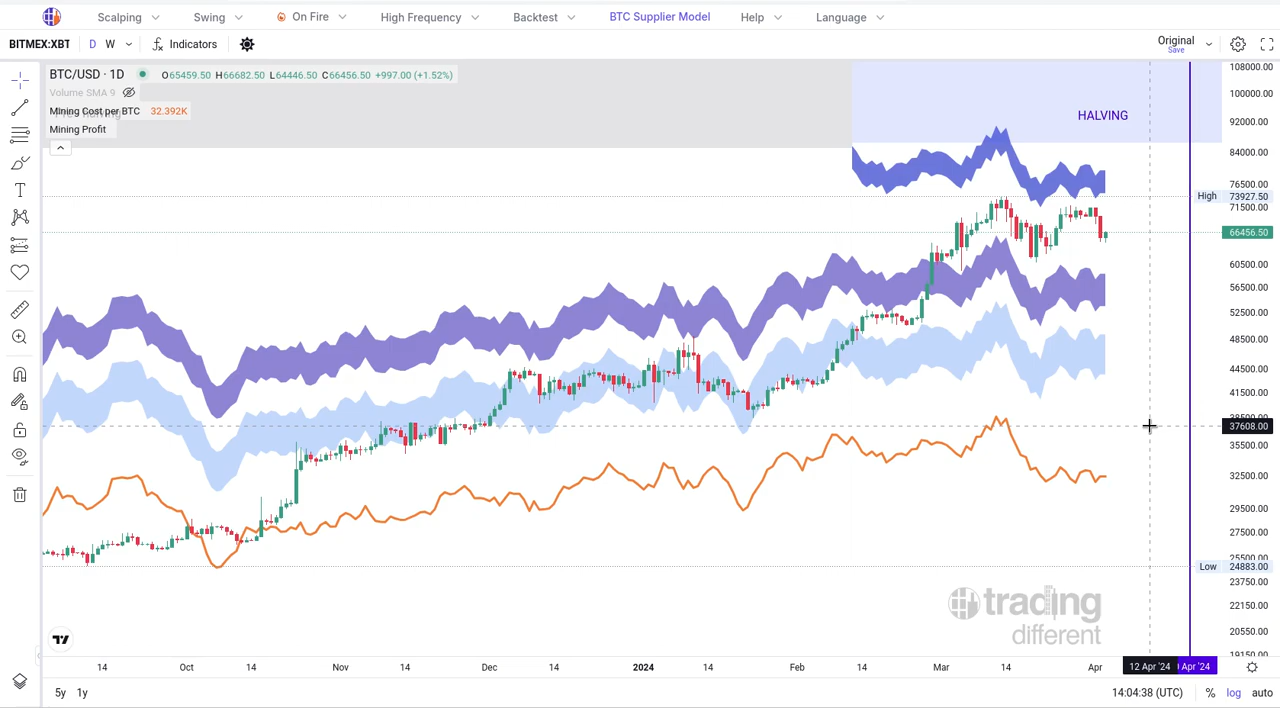 Scalping Swing On Fire High Frequency Backtest BTC Supplier Model Help Language
BITMEX:XBT D W Indicators Original
Save
BTC/USD · 1D O65459.50 H66682.50 L64446.50 C66456.50 +997.00 (+1.52%)
Volume SMA 9
Mining Cost per BTC 32.392K
Mining Profit
HALVING
108000.00
100000.00
92000.00
84000.00
76500.00
High 73927.50
71500.00
66456.50
60500.00
56500.00
52500.00
48500.00
44500.00
41500.00
38500.00
37608.00
35500.00
32500.00
29500.00
27500.00
25500.00
Low 24883.00
23750.00
22150.00
20550.00
19150.00
trading
different
14 Oct 14 Nov 14 Dec 14 2024 14 Feb 14 Mar 14 Apr 12 Apr '24 Apr '24
5y 1y 14:04:38 (UTC) % log auto